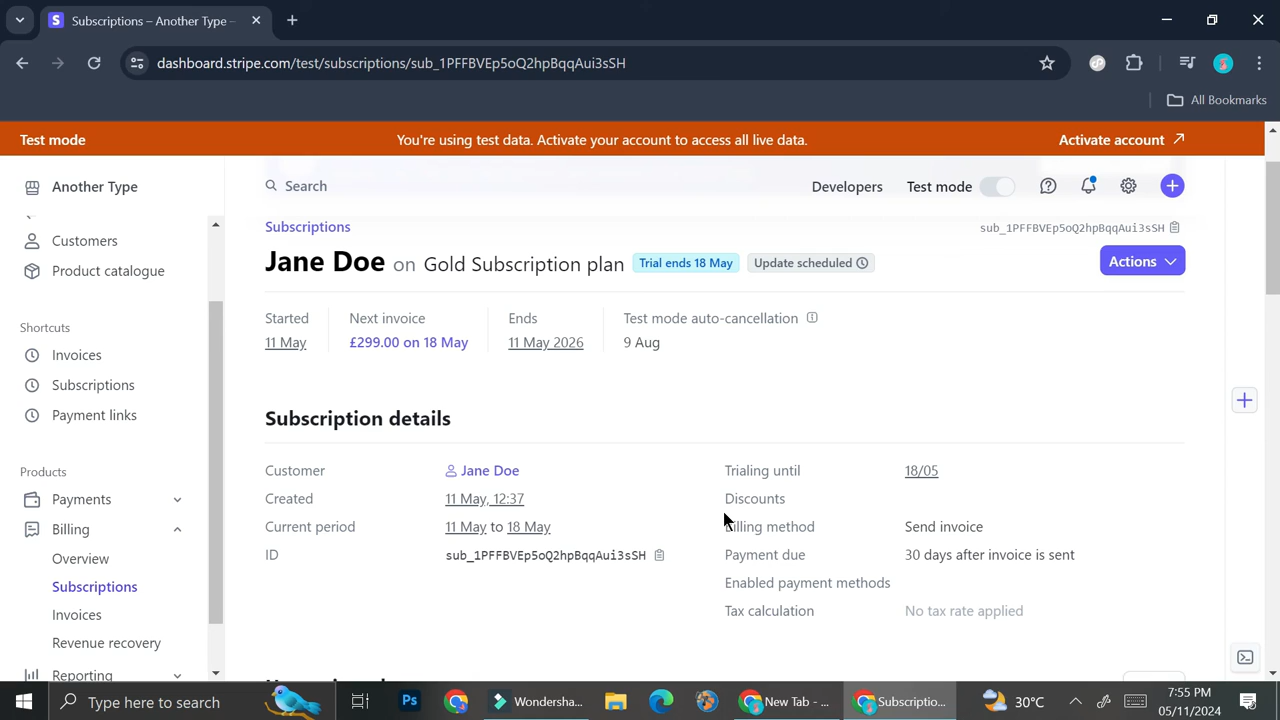 Subscriptions – Another Type –
dashboard.stripe.com/test/subscriptions/sub_1PFFBVEp5oQ2hpBqqAui3sSH
All Bookmarks
Test mode
You're using test data. Activate your account to access all live data.
Activate account
Another Type
Search
Developers
Test mode
Customers
Product catalogue
Shortcuts
Invoices
Subscriptions
Payment links
Products
Payments
Billing
Overview
Subscriptions
Invoices
Revenue recovery
Reporting
Subscriptions
sub_1PFFBVEp5oQ2hpBqqAui3sSH
Jane Doe on Gold Subscription plan Trial ends 18 May Update scheduled
Actions
Started
11 May
Next invoice
£299.00 on 18 May
Ends
11 May 2026
Test mode auto-cancellation
9 Aug
Subscription details
Customer Jane Doe
Created 11 May, 12:37
Current period 11 May to 18 May
ID sub_1PFFBVEp5oQ2hpBqqAui3sSH
Trialing until 18/05
Discounts
Billing method Send invoice
Payment due 30 days after invoice is sent
Enabled payment methods
Tax calculation No tax rate applied
Type here to search
Ps
Wondersha...
New Tab - ...
Subscriptio...
30°C
7:55 PM
05/11/2024